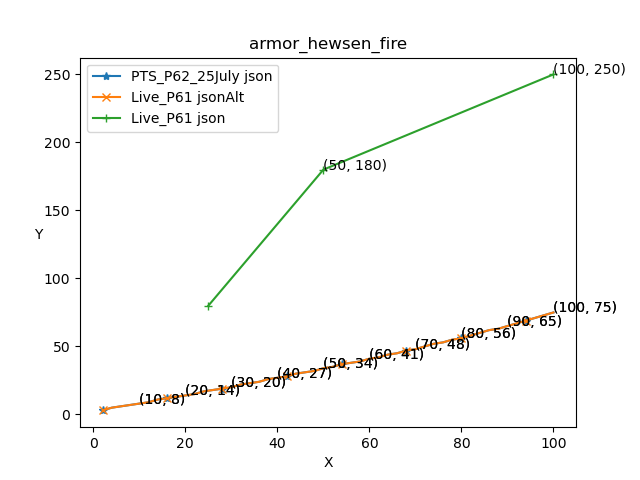 armor_hewsen_fire
PTS_P62_25July json
Live_P61 jsonAlt
Live_P61 json
(100, 250)
(50, 180)
(100, 75)
(90, 65)
(80, 56)
(70, 48)
(60, 41)
(50, 34)
(40, 27)
(30, 20)
(20, 14)
(10, 8)
250
200
150
100
50
0
Y
0 20 40 60 80 100
X